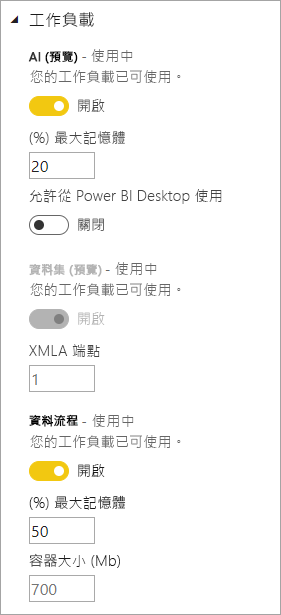 工作負載
AI (預覽) - 使用中
您的工作負載已可使用。
開啟
(%) 最大記憶體
20
允許從 Power BI Desktop 使用
關閉
資料集 (預覽) - 使用中
您的工作負載已可使用。
開啟
XMLA 端點
1
資料流程 - 使用中
您的工作負載已可使用。
開啟
(%) 最大記憶體
50
容器大小 (Mb)
700